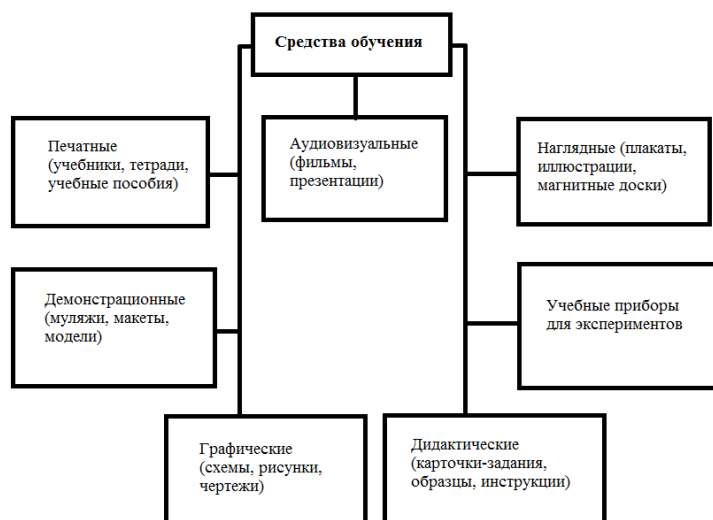 Средства обучения
Печатные
(учебники, тетради,
учебные пособия)
Аудиовизуальные
(фильмы,
презентации)
Наглядные (плакаты,
иллюстрации,
магнитные доски)
Демонстрационные
(муляжи, макеты,
модели)
Учебные приборы
для экспериментов
Графические
(схемы, рисунки,
чертежи)
Дидактические
(карточки-задания,
образцы, инструкции)